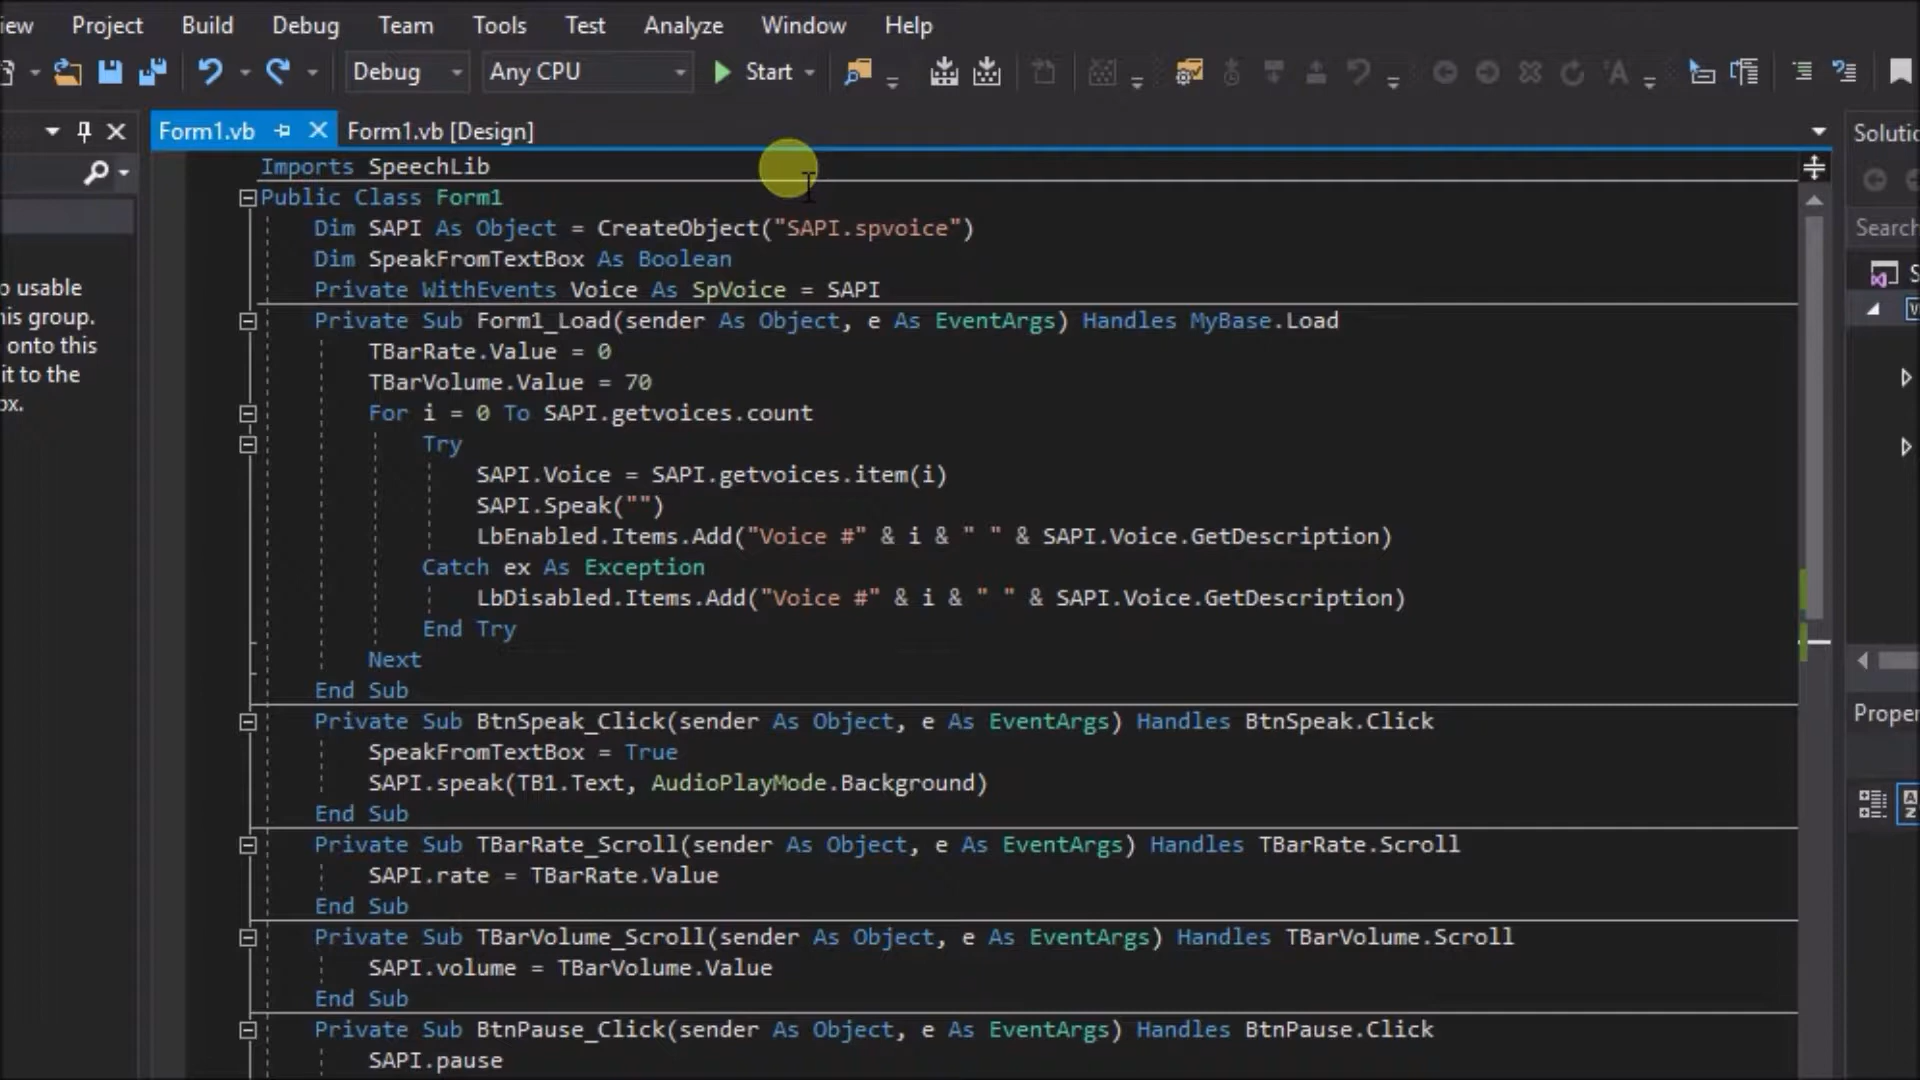 Project Build Debug Team Tools Test Analyze Window Help
Debug Any CPU Start
Form1.vb Form1.vb [Design]
usable
group.
onto this
it to the
Imports SpeechLib
Public Class Form1
Dim SAPI As Object = CreateObject("SAPI.spvoice")
Dim SpeakFromTextBox As Boolean
Private WithEvents Voice As SpVoice = SAPI
Private Sub Form1_Load(sender As Object, e As EventArgs) Handles MyBase.Load
TBarRate.Value = 0
TBarVolume.Value = 70
For i = 0 To SAPI.getvoices.count
Try
SAPI.Voice = SAPI.getvoices.item(i)
SAPI.Speak("")
LbEnabled.Items.Add("Voice #" & i & " " & SAPI.Voice.GetDescription)
Catch ex As Exception
LbDisabled.Items.Add("Voice #" & i & " " & SAPI.Voice.GetDescription)
End Try
Next
End Sub
Private Sub BtnSpeak_Click(sender As Object, e As EventArgs) Handles BtnSpeak.Click
SpeakFromTextBox = True
SAPI.speak(TB1.Text, AudioPlayMode.Background)
End Sub
Private Sub TBarRate_Scroll(sender As Object, e As EventArgs) Handles TBarRate.Scroll
SAPI.rate = TBarRate.Value
End Sub
Private Sub TBarVolume_Scroll(sender As Object, e As EventArgs) Handles TBarVolume.Scroll
SAPI.volume = TBarVolume.Value
End Sub
Private Sub BtnPause_Click(sender As Object, e As EventArgs) Handles BtnPause.Click
SAPI.pause
Search